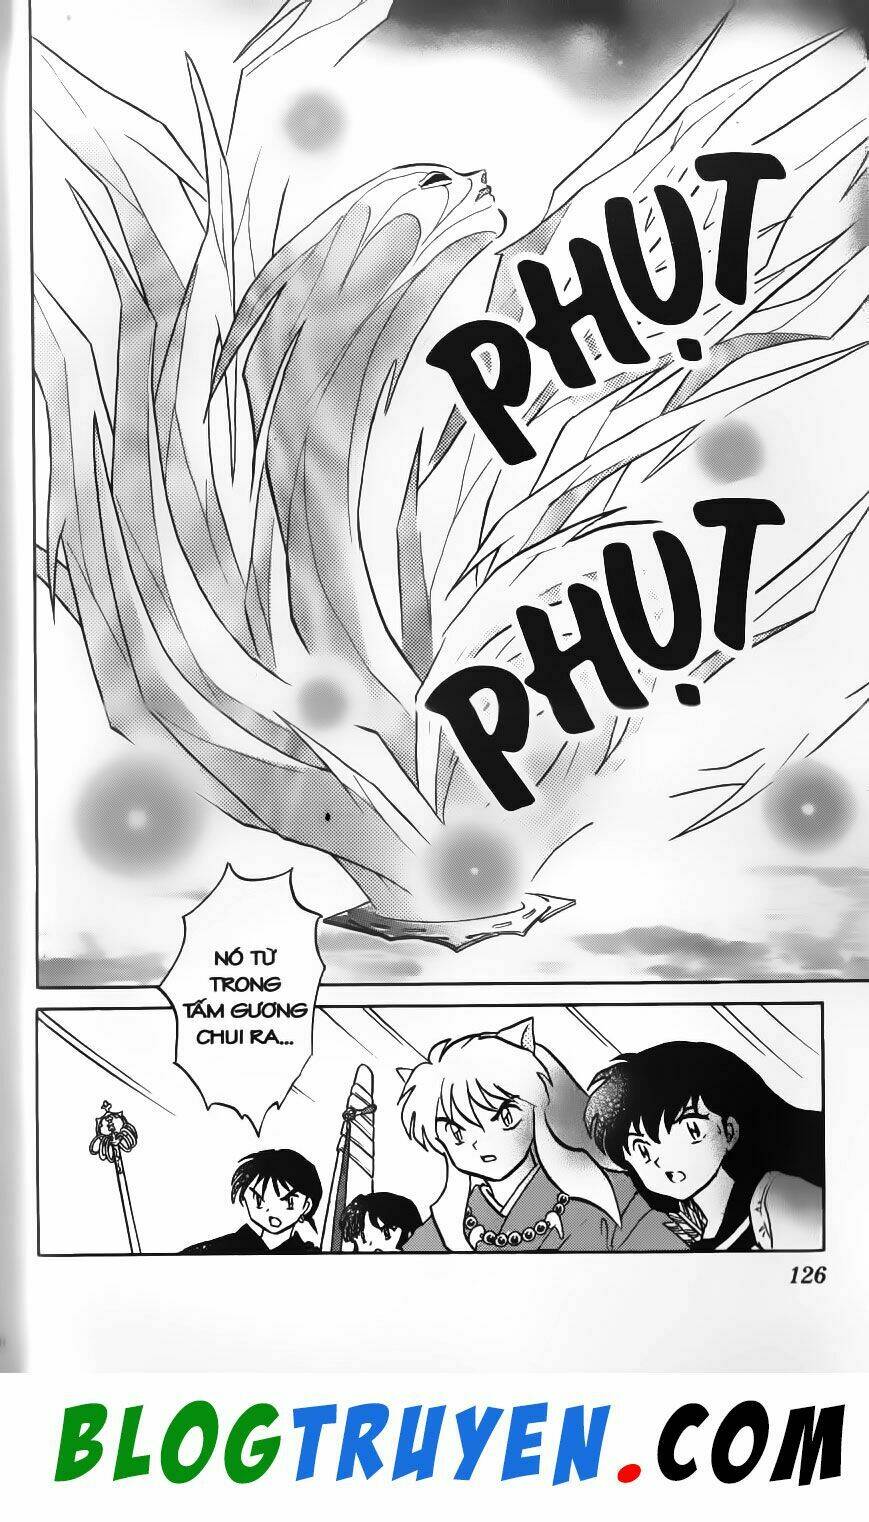 PHỤT
PHỤT
NÓ TỪ
TRONG
TẤM GƯƠNG
CHUI RA...
126
BLOGTRUYEN.COM